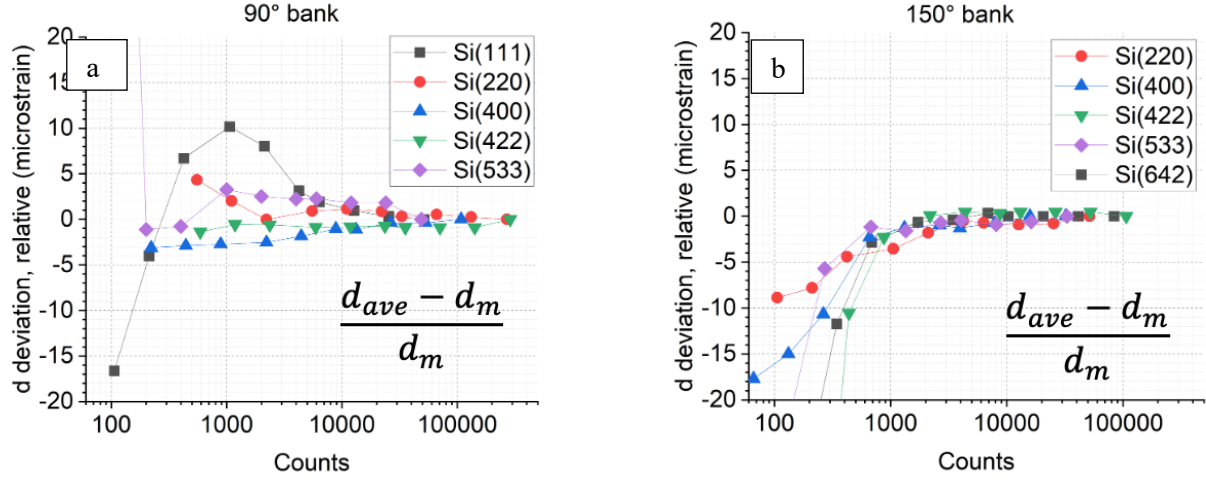 90° bank
a
20
15
10
5
0
-5
-10
-15
-20
d deviation, relative (microstrain)
Si(111)
Si(220)
Si(400)
Si(422)
Si(533)
d_ave − d_m
d_m
100
1000
10000
100000
Counts
150° bank
b
20
15
10
5
0
-5
-10
-15
-20
d deviation, relative (microstrain)
Si(220)
Si(400)
Si(422)
Si(533)
Si(642)
d_ave − d_m
d_m
100
1000
10000
100000
Counts